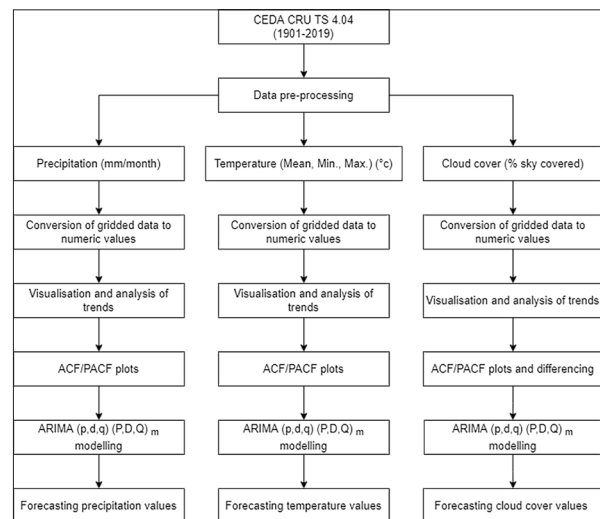 CEDA CRU TS 4.04
(1901-2019)
Data pre-processing
Precipitation (mm/month)
Temperature (Mean, Min., Max.) (°c)
Cloud cover (% sky covered)
Conversion of gridded data to
numeric values
Conversion of gridded data to
numeric values
Conversion of gridded data to
numeric values
Visualisation and analysis of
trends
Visualisation and analysis of
trends
Visualisation and analysis of trends
ACF/PACF plots
ACF/PACF plots
ACF/PACF plots and differencing
ARIMA (p,d,q) (P,D,Q) m
modelling
ARIMA (p,d,q) (P,D,Q) m
modelling
ARIMA (p,d,q) (P,D,Q) m
modelling
Forecasting precipitation values
Forecasting temperature values
Forecasting cloud cover values